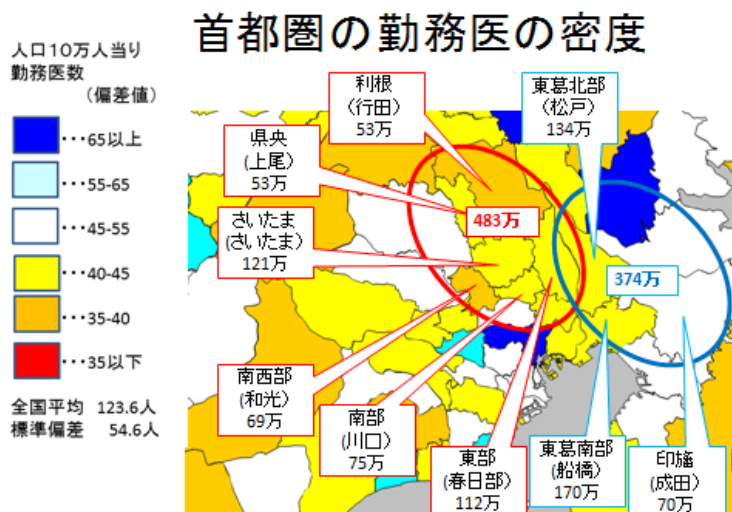 首都圏の勤務医の密度
人口10万人当り
勤務医数
(偏差値)
･･･65以上
･･･55-65
･･･45-55
･･･40-45
･･･35-40
･･･35以下
全国平均 123.6人
標準偏差 54.6人
利根
(行田)
53万
東葛北部
(松戸)
134万
県央
(上尾)
53万
さいたま
(さいたま)
121万
483万
374万
南西部
(和光)
69万
南部
(川口)
75万
東部
(春日部)
112万
東葛南部
(船橋)
170万
印旛
(成田)
70万